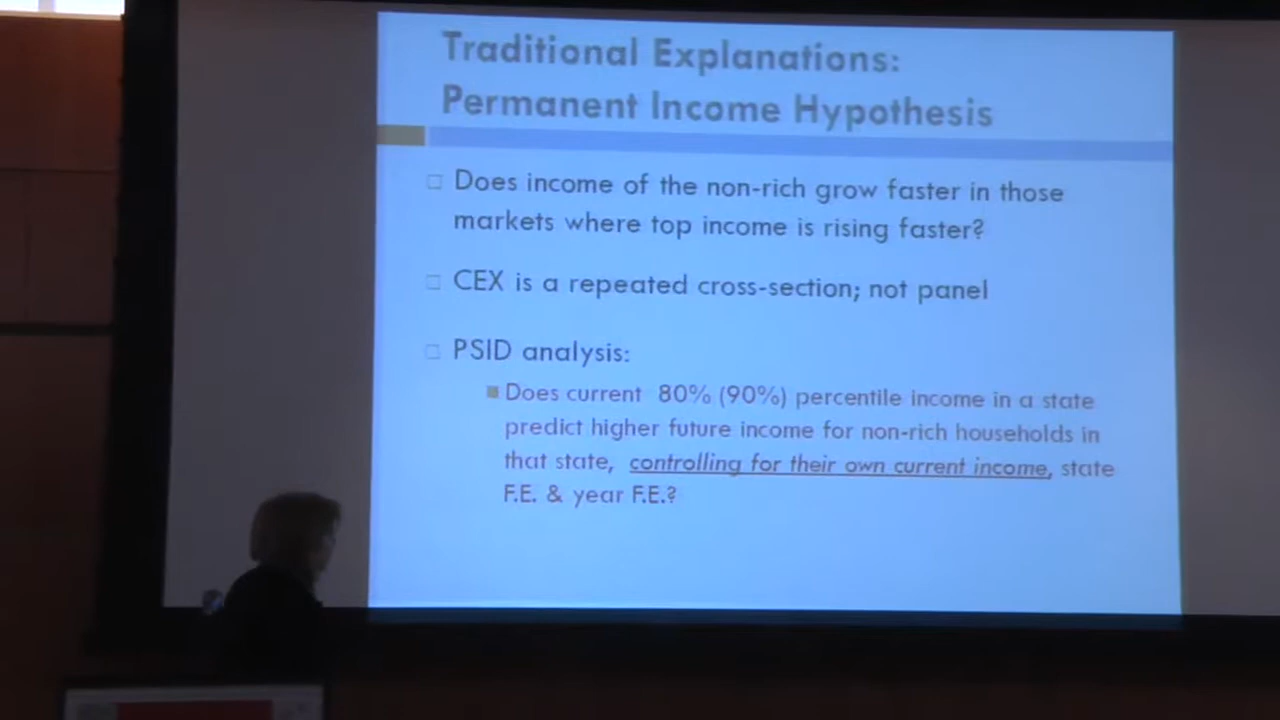 Traditional Explanations:
Permanent Income Hypothesis
Does income of the non-rich grow faster in those
markets where top income is rising faster?
CEX is a repeated cross-section; not panel
PSID analysis:
Does current 80% (90%) percentile income in a state
predict higher future income for non-rich households in
that state, controlling for their own current income, state
F.E. & year F.E.?